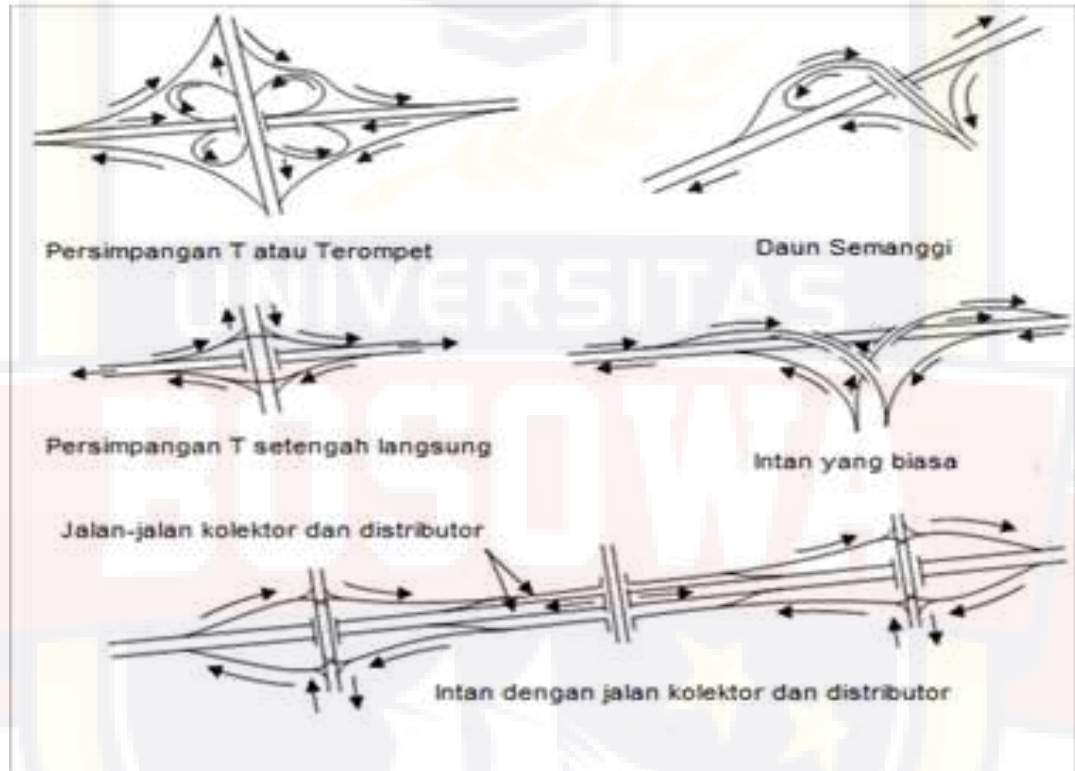 Persimpangan T atau Terompet
Daun Semanggi
UNIVERSITAS
Persimpangan T setengah langsung
Intan yang biasa
BOSOWA
Jalan-jalan kolektor dan distributor
Intan dengan jalan kolektor dan distributor